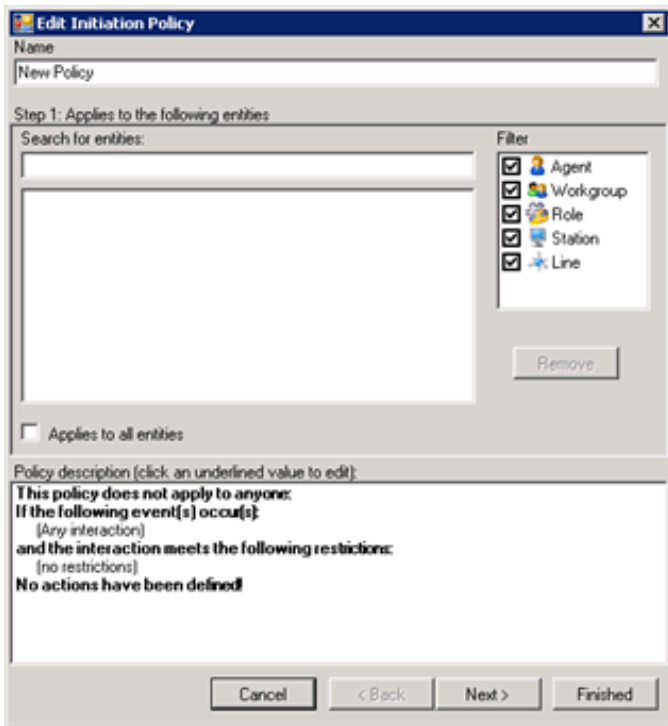 Edit Initiation Policy
Name
New Policy
Step 1: Applies to the following entities
Search for entities:
Filter
Agent
Workgroup
Role
Station
Line
Remove
Applies to all entities
Policy description (click an underlined value to edit):
This policy does not apply to anyone:
If the following event(s) occur(s):
(Any interaction)
and the interaction meets the following restrictions:
(no restrictions)
No actions have been defined!
Cancel
< Back
Next >
Finished